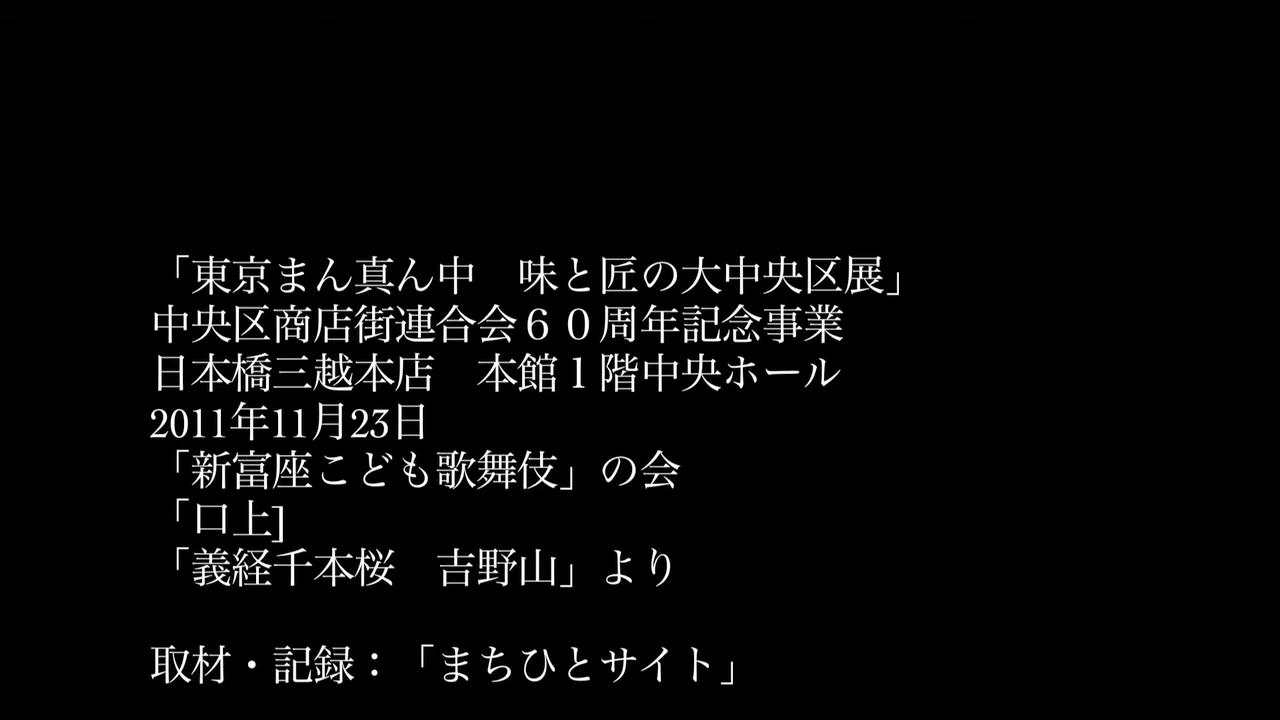 「東京まん真ん中　味と匠の大中央区展」
中央区商店街連合会６０周年記念事業
日本橋三越本店　本館１階中央ホール
2011年11月23日
「新富座こども歌舞伎」の会
「口上]
「義経千本桜　吉野山」より
取材・記録：「まちひとサイト」